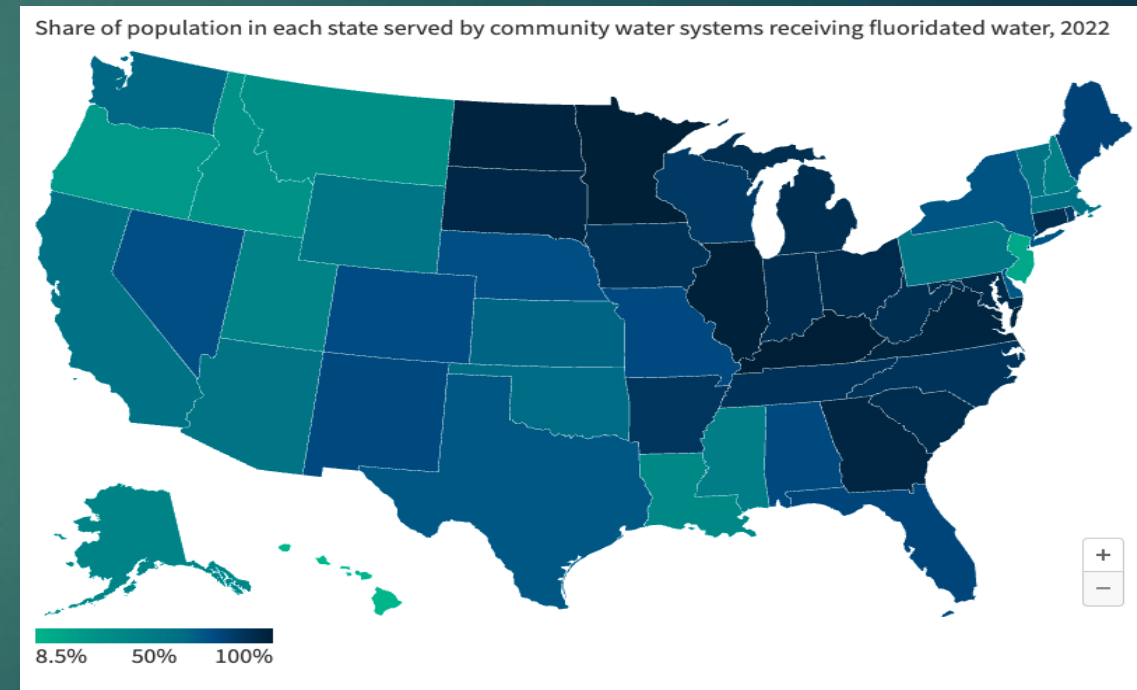 Share of population in each state served by community water systems receiving fluoridated water, 2022
+
−
8.5% 50% 100%